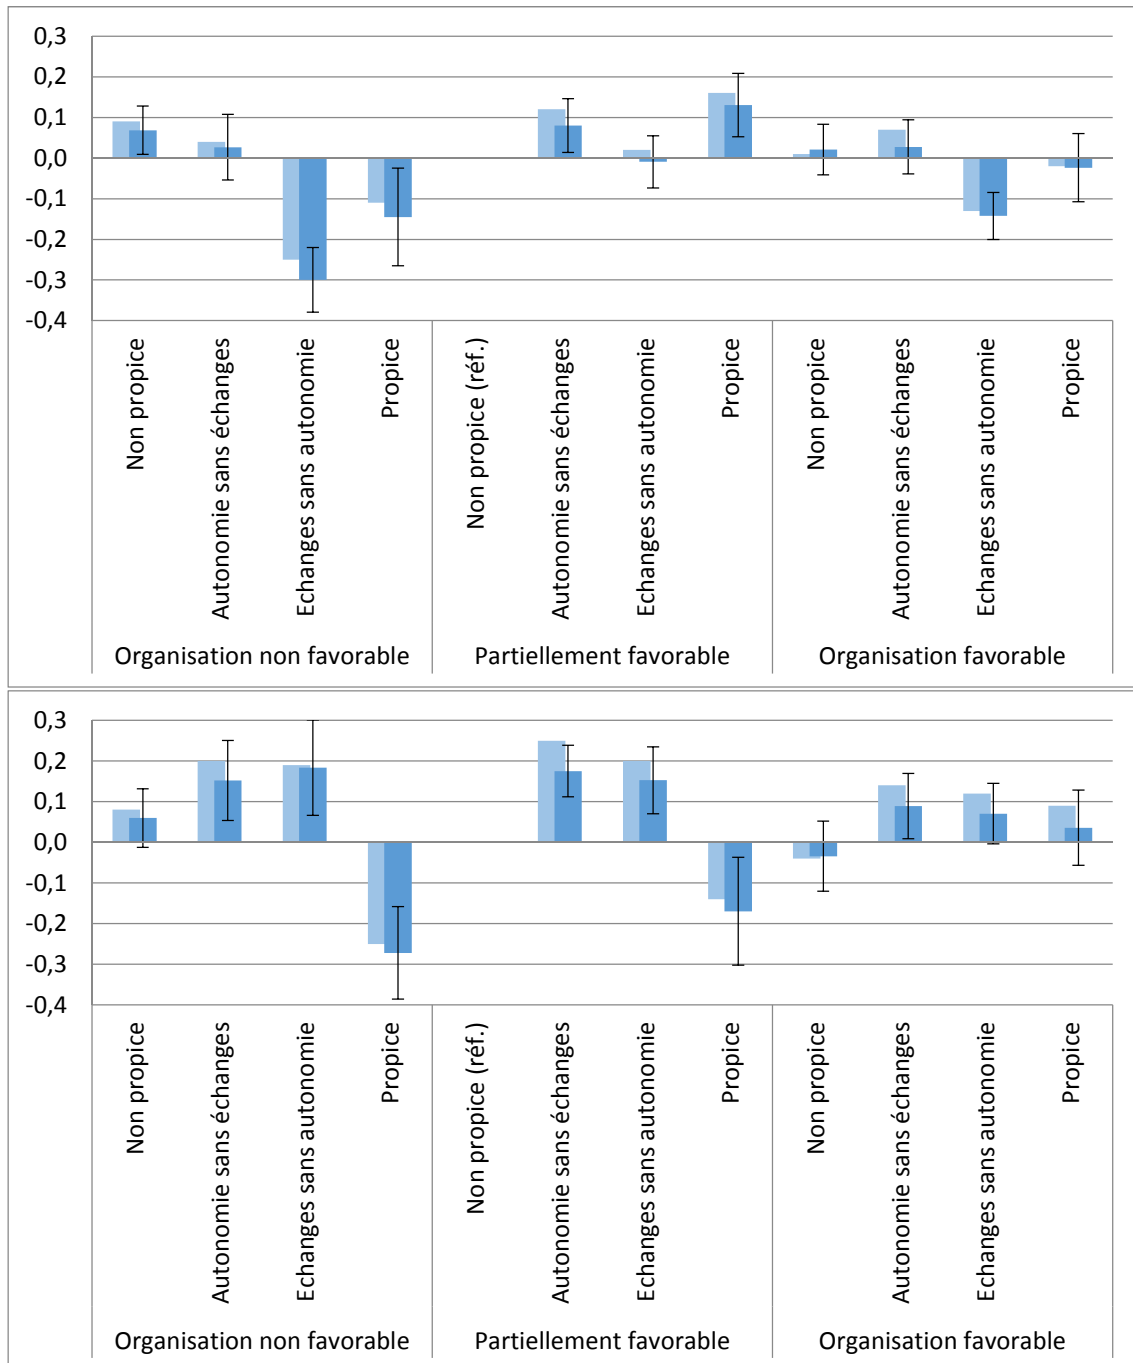 0,3
0,2
0,1
0,0
-0,1
-0,2
-0,3
-0,4
Non propice
Autonomie sans échanges
Echanges sans autonomie
Propice
Non propice (réf.)
Autonomie sans échanges
Echanges sans autonomie
Propice
Non propice
Autonomie sans échanges
Echanges sans autonomie
Propice
Organisation non favorable
Partiellement favorable
Organisation favorable
0,3
0,2
0,1
0,0
-0,1
-0,2
-0,3
-0,4
Non propice
Autonomie sans échanges
Echanges sans autonomie
Propice
Non propice (réf.)
Autonomie sans échanges
Echanges sans autonomie
Propice
Non propice
Autonomie sans échanges
Echanges sans autonomie
Propice
Organisation non favorable
Partiellement favorable
Organisation favorable